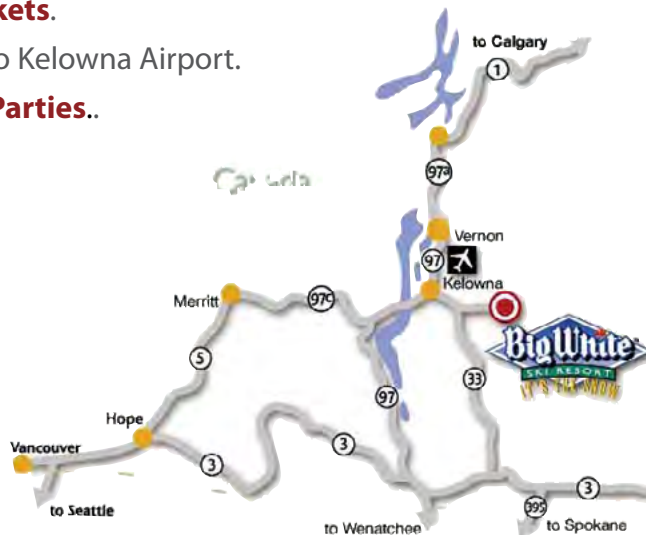 kets.
o Kelowna Airport.
Parties..
to Calgary
1
97a
Canada
Vernon
97
Kelowna
Merritt
97c
Big White
SKI RESORT
IT'S THE SNOW
5
33
97
Hope
3
Vancouver
3
3
395
to Seattle
to Wenatchee
to Spokane